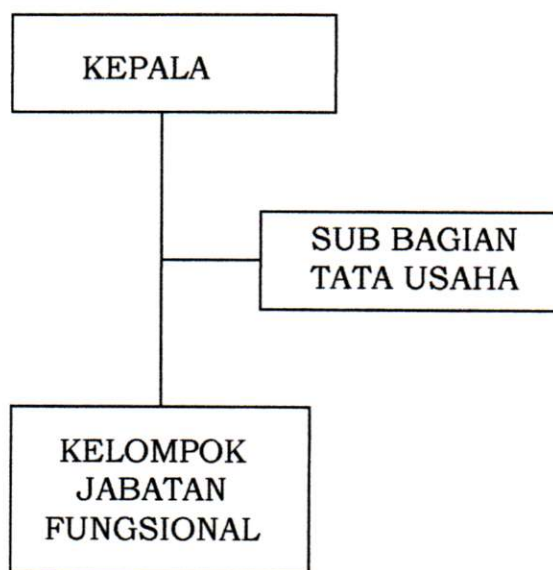 KEPALA
SUB BAGIAN
TATA USAHA
KELOMPOK
JABATAN
FUNGSIONAL